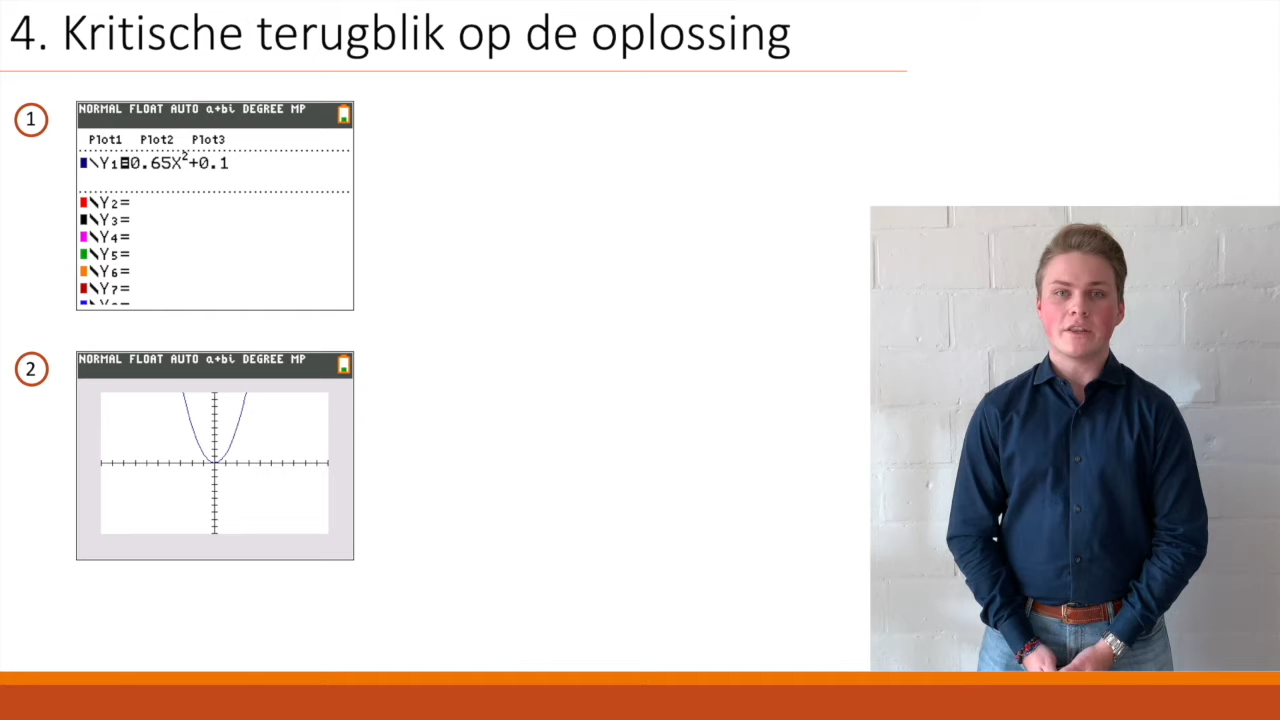 4. Kritische terugblik op de oplossing
1
NORMAL FLOAT AUTO a+bi DEGREE MP
Plot1 Plot2 Plot3
\Y1=0.65X²+0.1
\Y2=
\Y3=
\Y4=
\Y5=
\Y6=
\Y7=
2
NORMAL FLOAT AUTO a+bi DEGREE MP